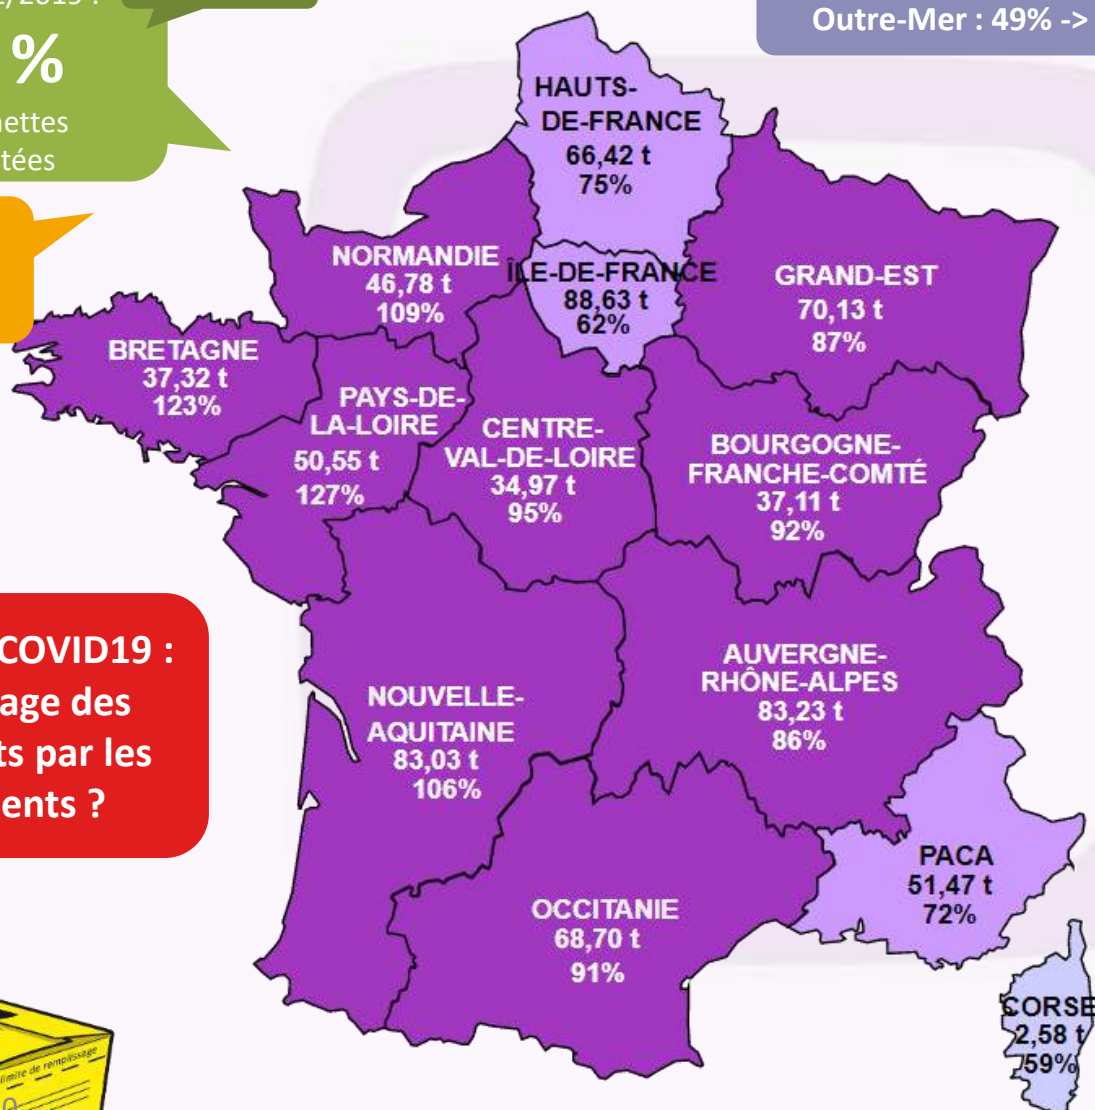 /2019 :
%
Outre-Mer : 49% ->
HAUTS-
DE-FRANCE
66,42 t
75%
NORMANDIE
46,78 t
109%
ÎLE-DE-FRANCE
88,63 t
62%
GRAND-EST
70,13 t
87%
BRETAGNE
37,32 t
123%
PAYS-DE-
LA-LOIRE
50,55 t
127%
CENTRE-
VAL-DE-LOIRE
34,97 t
95%
BOURGOGNE-
FRANCHE-COMTÉ
37,11 t
92%
COVID19 :
age des
ts par les
ents ?
NOUVELLE-
AQUITAINE
83,03 t
106%
AUVERGNE-
RHÔNE-ALPES
83,23 t
86%
PACA
51,47 t
72%
OCCITANIE
68,70 t
91%
CORSE
2,58 t
59%
limite de remplissage